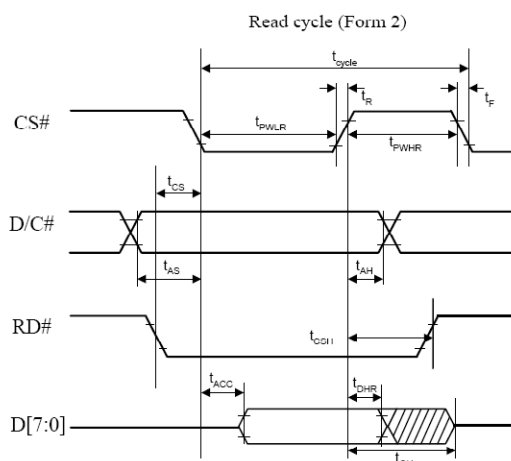 Read cycle (Form 2)
tcycle
tR
tF
CS#
tPWLR
tPWHR
tCS
D/C#
tAS
tAH
RD#
tCSH
tACC
tDHR
D[7:0]